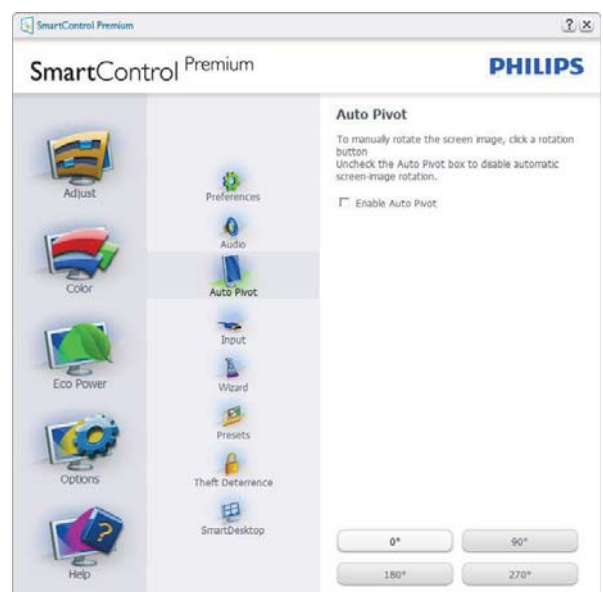 SmartControl Premium
? x
SmartControl Premium
PHILIPS
Adjust
Color
Eco Power
Options
Help
Preferences
Audio
Auto Pivot
Input
Wizard
Presets
Theft Deterrence
SmartDesktop
Auto Pivot
To manually rotate the screen image, click a rotation
button
Uncheck the Auto Pivot box to disable automatic
screen-image rotation.
Enable Auto Pivot
0°
90°
180°
270°